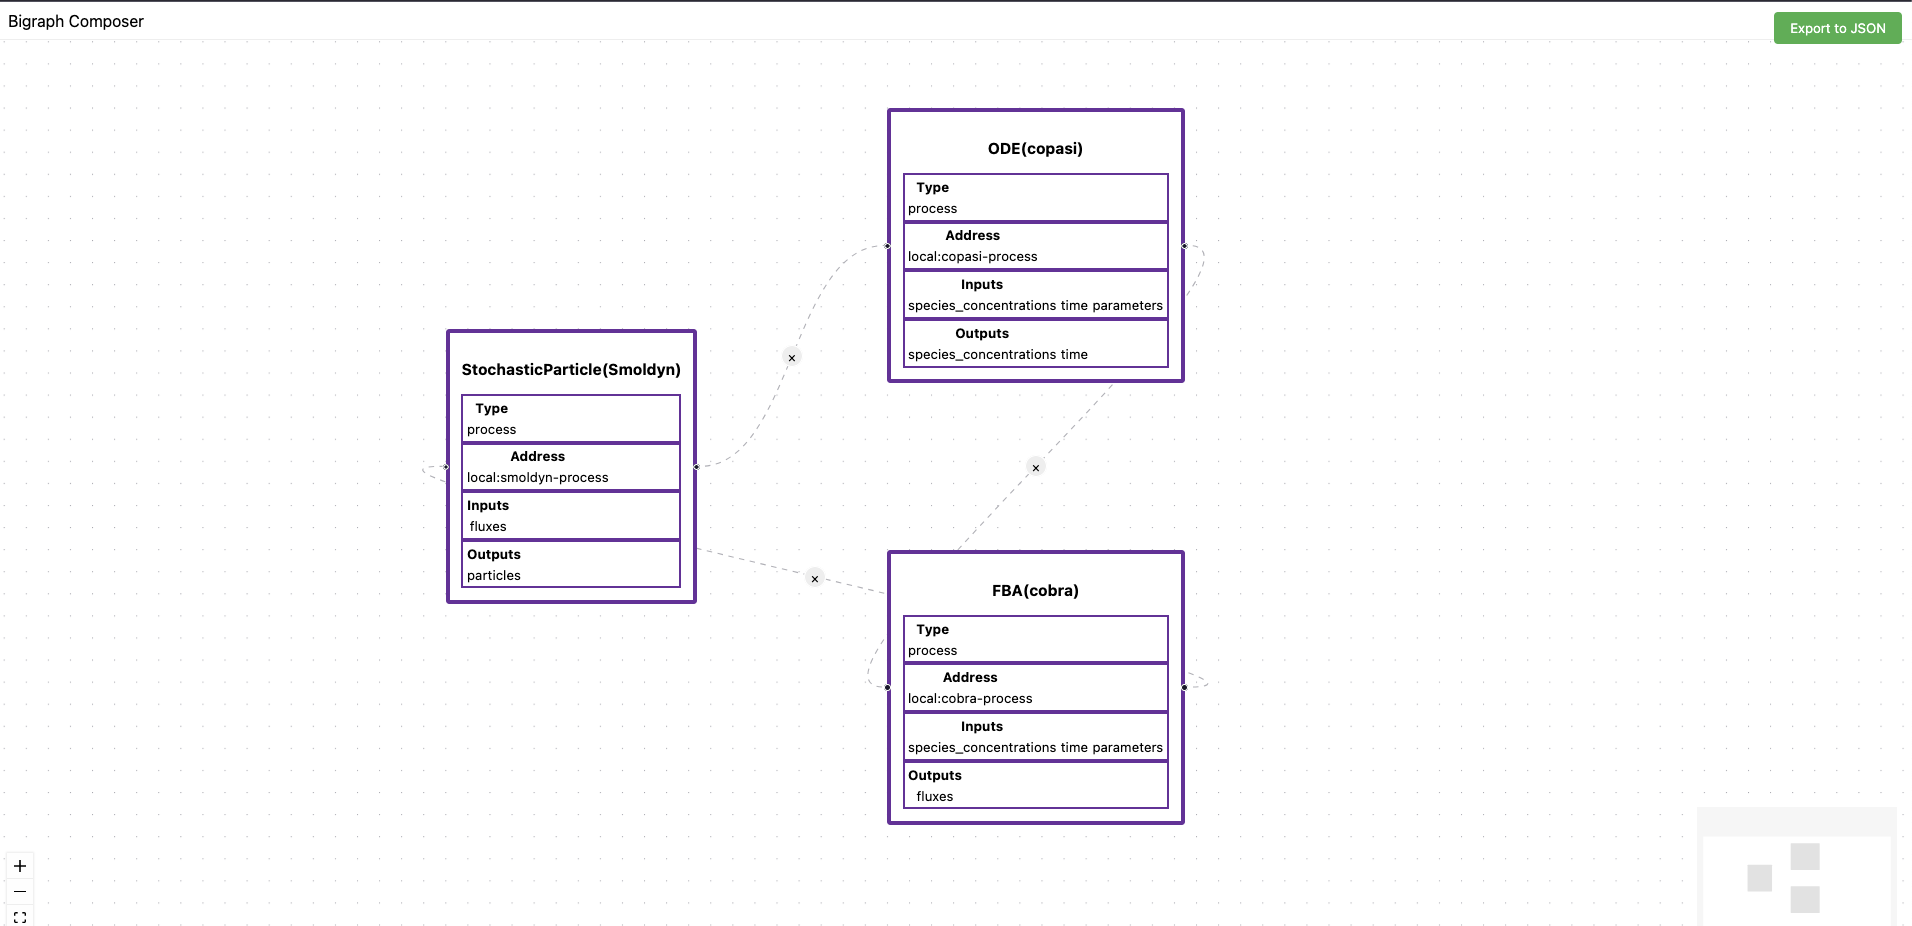 Bigraph Composer
Export to JSON
ODE(copasi)
Type
process
Address
local:copasi-process
Inputs
species_concentrations time parameters
Outputs
species_concentrations time
StochasticParticle(Smoldyn)
Type
process
Address
local:smoldyn-process
Inputs
fluxes
Outputs
particles
FBA(cobra)
Type
process
Address
local:cobra-process
Inputs
species_concentrations time parameters
Outputs
fluxes